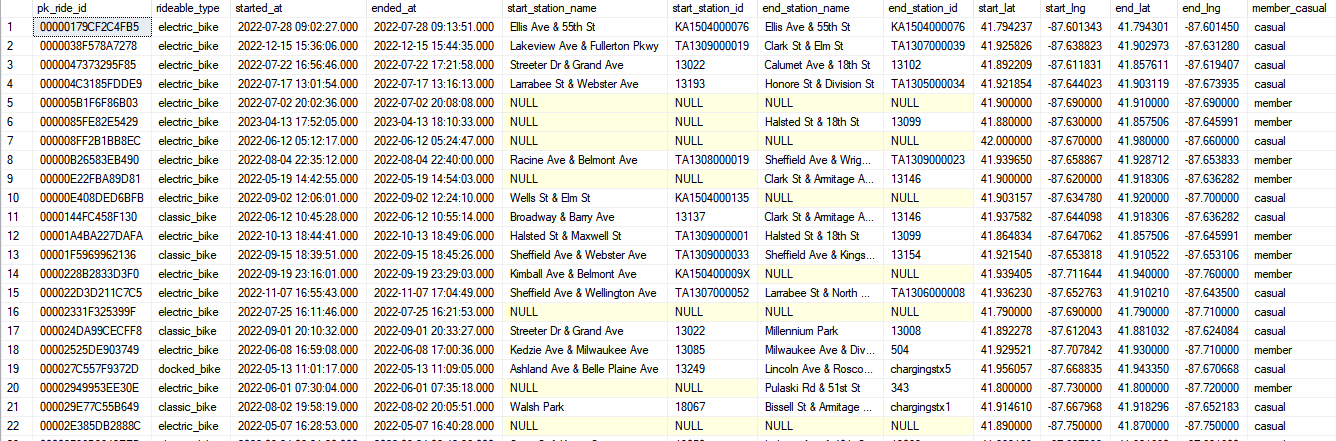 pk_ride_id rideable_type started_at ended_at start_station_name start_station_id end_station_name end_station_id start_lat start_lng end_lat end_lng member_casual
1 00000179CF2C4FB5 electric_bike 2022-07-28 09:02:27.000 2022-07-28 09:13:51.000 Ellis Ave & 55th St KA1504000076 Ellis Ave & 55th St KA1504000076 41.794237 -87.601343 41.794301 -87.601450 casual
2 0000038F578A7278 electric_bike 2022-12-15 15:36:06.000 2022-12-15 15:44:35.000 Lakeview Ave & Fullerton Pkwy TA1309000019 Clark St & Elm St TA1307000039 41.925826 -87.638823 41.902973 -87.631280 casual
3 0000047373295F85 electric_bike 2022-07-22 16:56:46.000 2022-07-22 17:21:58.000 Streeter Dr & Grand Ave 13022 Calumet Ave & 18th St 13102 41.892209 -87.611831 41.857611 -87.619407 casual
4 000004C3185FDDE9 electric_bike 2022-07-17 13:01:54.000 2022-07-17 13:16:13.000 Larrabee St & Webster Ave 13193 Honore St & Division St TA1305000034 41.921854 -87.644023 41.903119 -87.673935 casual
5 000005B1F6F86B03 electric_bike 2022-07-02 20:02:36.000 2022-07-02 20:08:08.000 NULL NULL NULL NULL 41.900000 -87.690000 41.910000 -87.690000 member
6 0000085FE82E5429 electric_bike 2023-04-13 17:52:05.000 2023-04-13 18:10:33.000 NULL NULL Halsted St & 18th St 13099 41.880000 -87.630000 41.857506 -87.645991 member
7 000008FF2B1BB8EC electric_bike 2022-06-12 05:12:17.000 2022-06-12 05:24:47.000 NULL NULL NULL NULL 42.000000 -87.670000 41.980000 -87.660000 casual
8 00000B26583EB490 electric_bike 2022-08-04 22:35:12.000 2022-08-04 22:40:00.000 Racine Ave & Belmont Ave TA1308000019 Sheffield Ave & Wrig... TA1309000023 41.939650 -87.658867 41.928712 -87.653833 member
9 00000E22FBA89D81 electric_bike 2022-05-19 14:42:55.000 2022-05-19 14:54:03.000 NULL NULL Clark St & Armitage A... 13146 41.900000 -87.620000 41.918306 -87.636282 member
10 00000E408DED6BFB electric_bike 2022-09-02 12:06:01.000 2022-09-02 12:24:10.000 Wells St & Elm St KA1504000135 NULL NULL 41.903157 -87.634780 41.920000 -87.700000 casual
11 0000144FC458F130 classic_bike 2022-06-12 10:45:28.000 2022-06-12 10:55:14.000 Broadway & Barry Ave 13137 Clark St & Armitage A... 13146 41.937582 -87.644098 41.918306 -87.636282 casual
12 00001A4BA227DAFA electric_bike 2022-10-13 18:44:41.000 2022-10-13 18:49:06.000 Halsted St & Maxwell St TA1309000001 Halsted St & 18th St 13099 41.864834 -87.647062 41.857506 -87.645991 member
13 00001F5969962136 classic_bike 2022-09-15 18:39:51.000 2022-09-15 18:45:26.000 Sheffield Ave & Webster Ave TA1309000033 Sheffield Ave & Kings... 13154 41.921540 -87.653818 41.910522 -87.653106 casual
14 0000228B2833D3F0 electric_bike 2022-09-19 23:16:01.000 2022-09-19 23:29:03.000 Kimball Ave & Belmont Ave KA150400009X NULL NULL 41.939405 -87.711644 41.940000 -87.760000 member
15 000022D3D211C7C5 electric_bike 2022-11-07 16:55:43.000 2022-11-07 17:04:49.000 Sheffield Ave & Wellington Ave TA1307000052 Larrabee St & North ... TA1306000008 41.936230 -87.652763 41.910210 -87.643500 casual
16 00002331F325399F electric_bike 2022-07-25 16:11:46.000 2022-07-25 16:21:53.000 NULL NULL NULL NULL 41.790000 -87.690000 41.790000 -87.710000 casual
17 000024DA99CECFF8 classic_bike 2022-09-01 20:10:32.000 2022-09-01 20:33:27.000 Streeter Dr & Grand Ave 13022 Millennium Park 13008 41.892278 -87.612043 41.881032 -87.624084 casual
18 00002525DE903749 electric_bike 2022-06-08 16:59:08.000 2022-06-08 17:00:36.000 Kedzie Ave & Milwaukee Ave 13085 Milwaukee Ave & Div... 504 41.929521 -87.707842 41.930000 -87.710000 member
19 000027C557F9372D docked_bike 2022-05-13 11:01:17.000 2022-05-13 11:09:05.000 Ashland Ave & Belle Plaine Ave 13249 Lincoln Ave & Rosco... chargingstx5 41.956057 -87.668835 41.943350 -87.670668 casual
20 00002949553EE30E electric_bike 2022-06-01 07:30:04.000 2022-06-01 07:35:18.000 NULL NULL Pulaski Rd & 51st St 343 41.800000 -87.730000 41.800000 -87.720000 member
21 000029E77C55B649 classic_bike 2022-08-02 19:58:19.000 2022-08-02 20:05:51.000 Walsh Park 18067 Bissell St & Armitage ... chargingstx1 41.914610 -87.667968 41.918296 -87.652183 casual
22 00002E385DB2888C electric_bike 2022-05-07 16:28:53.000 2022-05-07 16:40:28.000 NULL NULL NULL NULL 41.890000 -87.750000 41.890000 -87.750000 casual